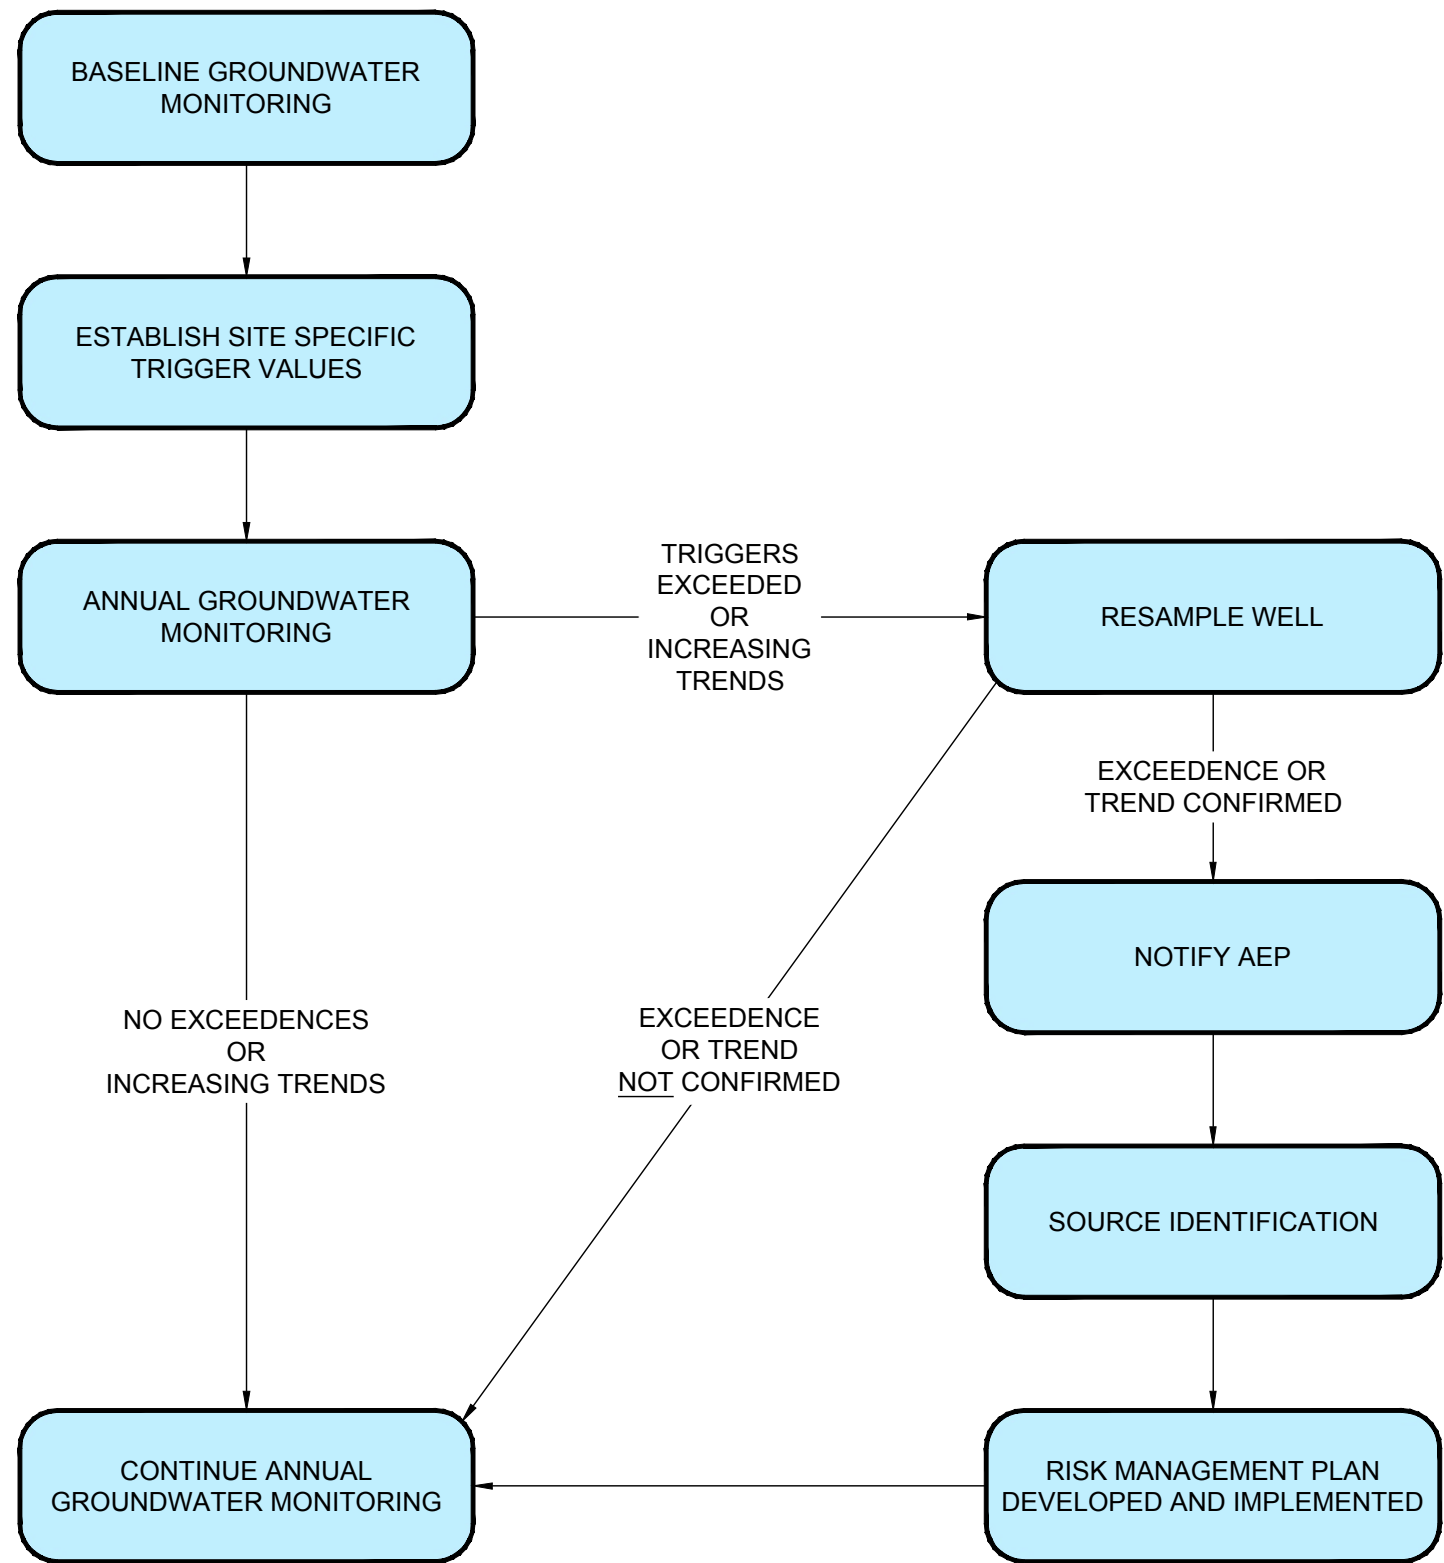 BASELINE GROUNDWATER
MONITORING
ESTABLISH SITE SPECIFIC
TRIGGER VALUES
ANNUAL GROUNDWATER
MONITORING
TRIGGERS
EXCEEDED
OR
INCREASING
TRENDS
RESAMPLE WELL
EXCEEDENCE OR
TREND CONFIRMED
NOTIFY AEP
NO EXCEEDENCES
OR
INCREASING TRENDS
EXCEEDENCE
OR TREND
NOT CONFIRMED
SOURCE IDENTIFICATION
CONTINUE ANNUAL
GROUNDWATER MONITORING
RISK MANAGEMENT PLAN
DEVELOPED AND IMPLEMENTED